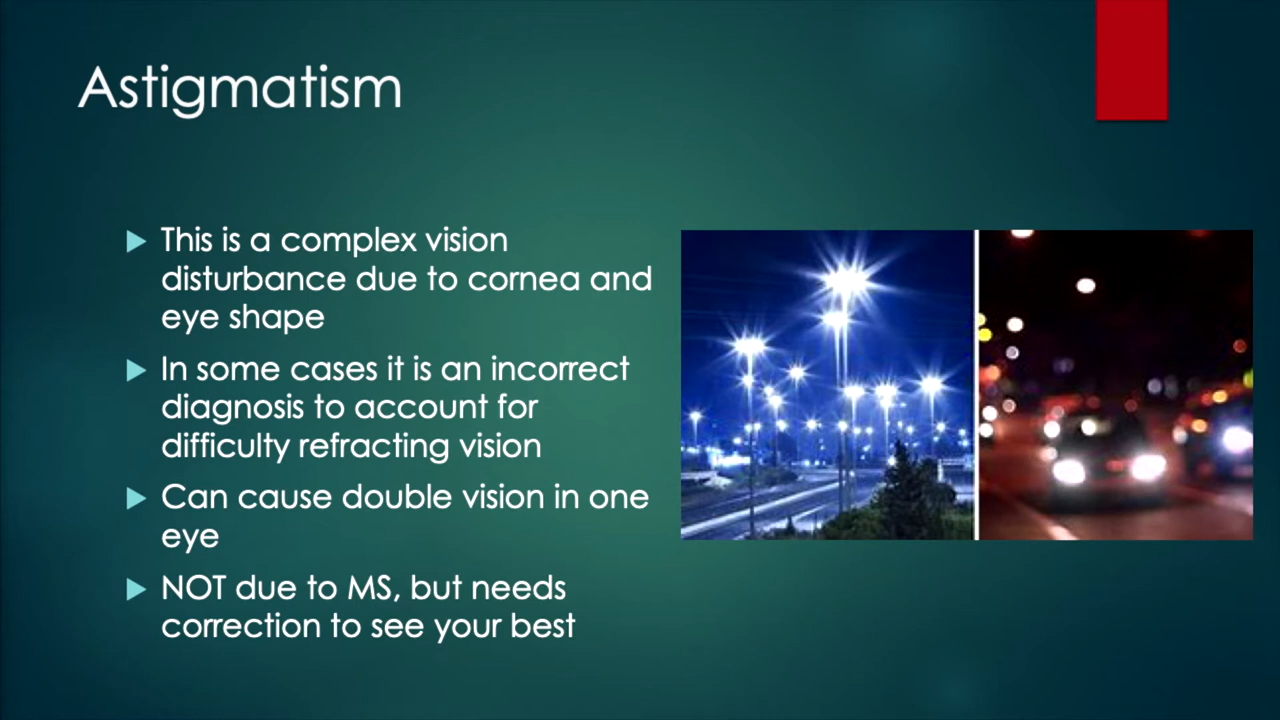 Astigmatism
This is a complex vision
disturbance due to cornea and
eye shape
In some cases it is an incorrect
diagnosis to account for
difficulty refracting vision
Can cause double vision in one
eye
NOT due to MS, but needs
correction to see your best